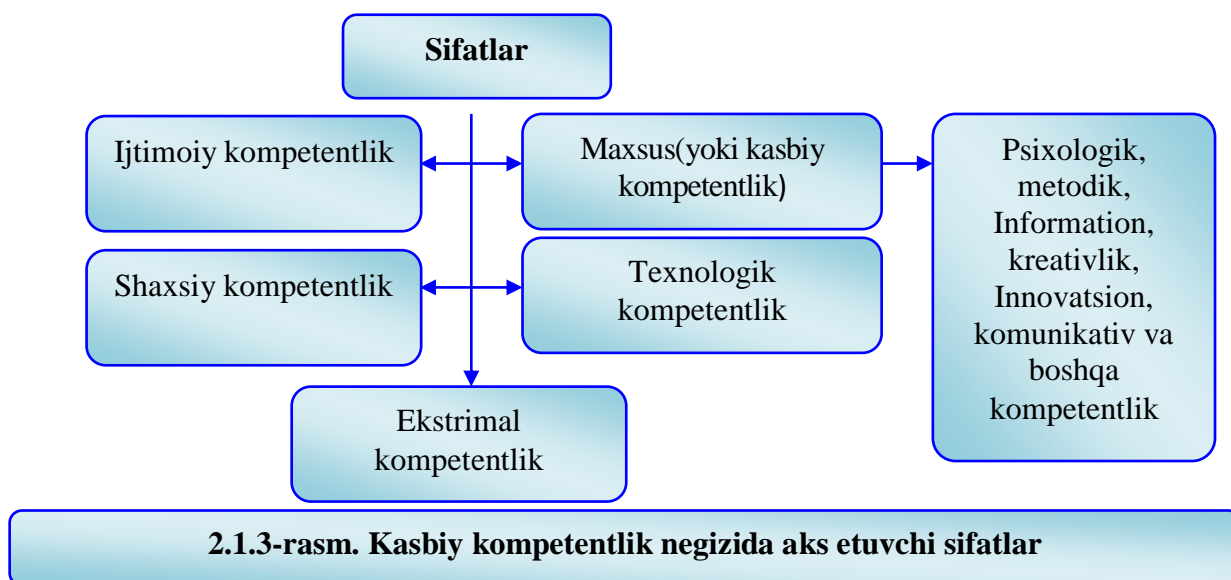 Sifatlar
Ijtimoiy kompetentlik
Maxsus(yoki kasbiy
kompetentlik)
Psixologik,
metodik,
Information,
kreativlik,
Innovatsion,
komunikativ va
boshqa
kompetentlik
Shaxsiy kompetentlik
Texnologik
kompetentlik
Ekstrimal
kompetentlik
2.1.3-rasm. Kasbiy kompetentlik negizida aks etuvchi sifatlar